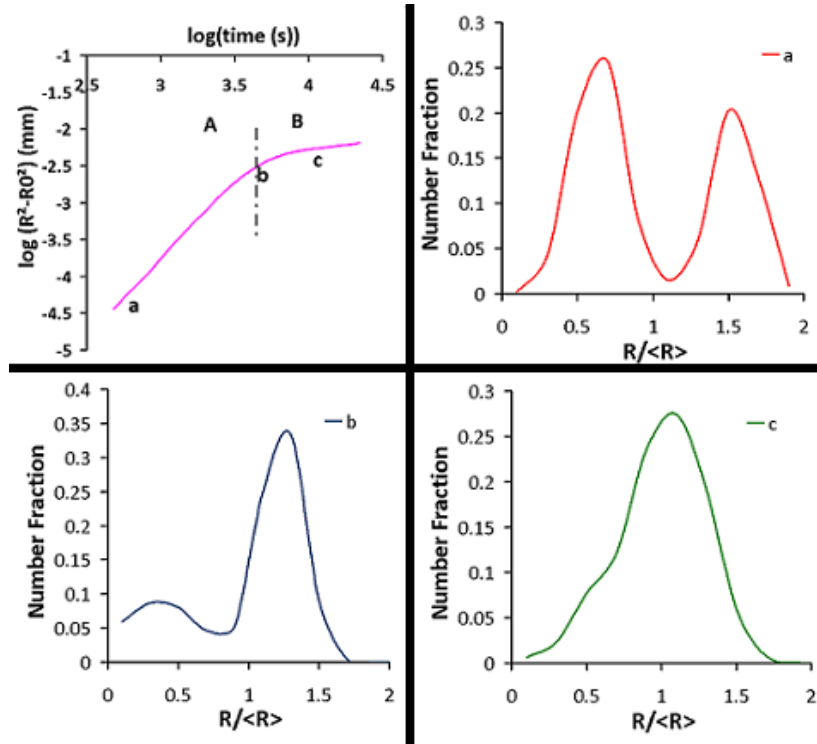 log(time (s))
-1
2.5 3 3.5 4 4.5
-1.5
-2
-2.5
-3
-3.5
-4
-4.5
-5
log (R²-R0²) (mm)
A B
b c
a
0.3
0.25
0.2
0.15
0.1
0.05
0
Number Fraction
a
0 0.5 1 1.5 2
R/<R>
0.4
0.35
0.3
0.25
0.2
0.15
0.1
0.05
0
Number Fraction
b
0 0.5 1 1.5 2
R/<R>
0.3
0.25
0.2
0.15
0.1
0.05
0
Number Fraction
c
0 0.5 1 1.5 2
R/<R>